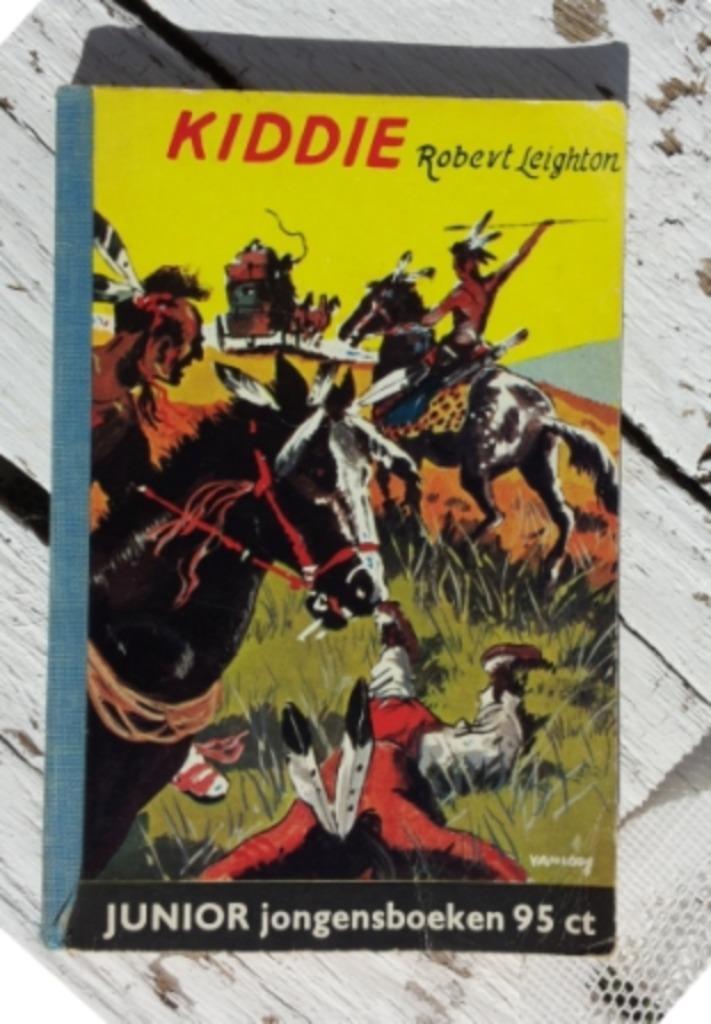 KIDDIE Robert Leighton
JUNIOR jongensboeken 95 ct